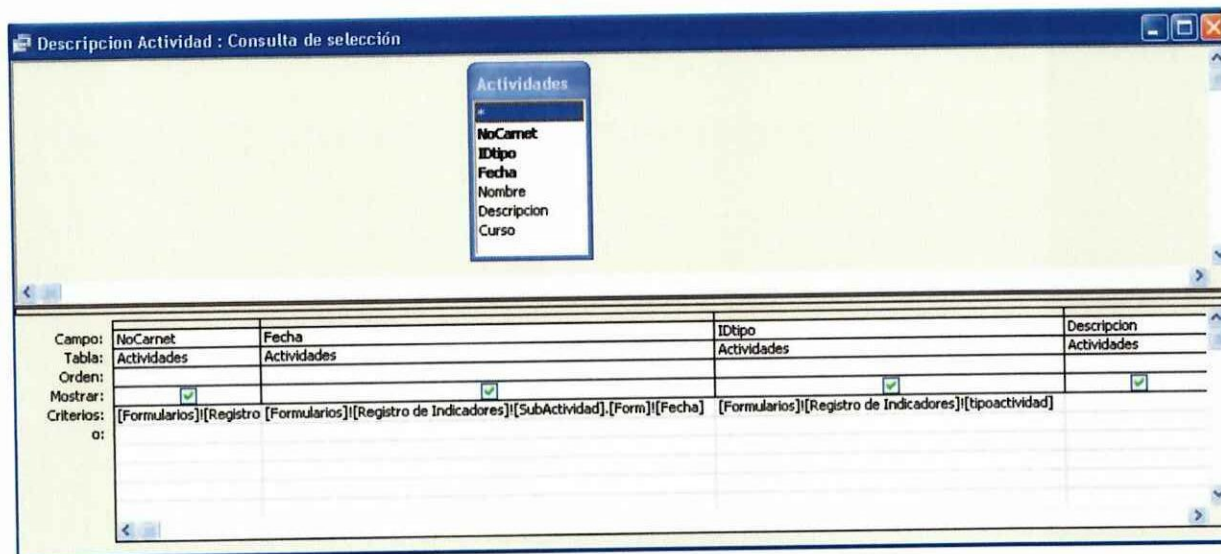 Descripcion Actividad : Consulta de selección
Actividades
*
NoCarnet
IDtipo
Fecha
Nombre
Descripcion
Curso
Campo: NoCarnet Fecha IDtipo Descripcion
Tabla: Actividades Actividades Actividades Actividades
Orden:
Mostrar:
Criterios: [Formularios]![Registro [Formularios]![Registro de Indicadores]![SubActividad].[Form]![Fecha] [Formularios]![Registro de Indicadores]![tipoactividad]
o: